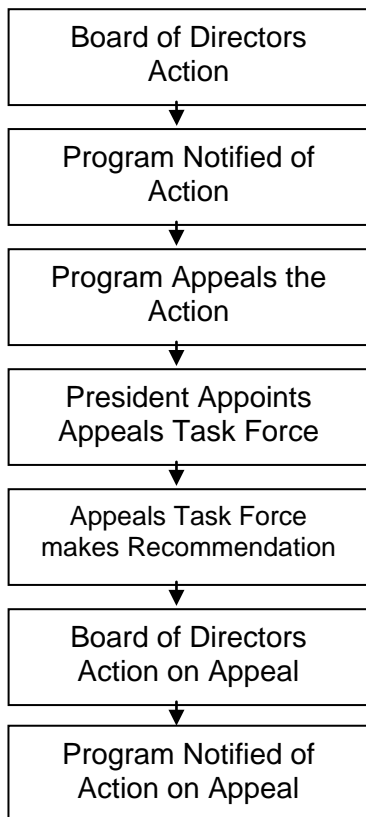 Board of Directors
Action
Program Notified of
Action
Program Appeals the
Action
President Appoints
Appeals Task Force
Appeals Task Force
makes Recommendation
Board of Directors
Action on Appeal
Program Notified of
Action on Appeal